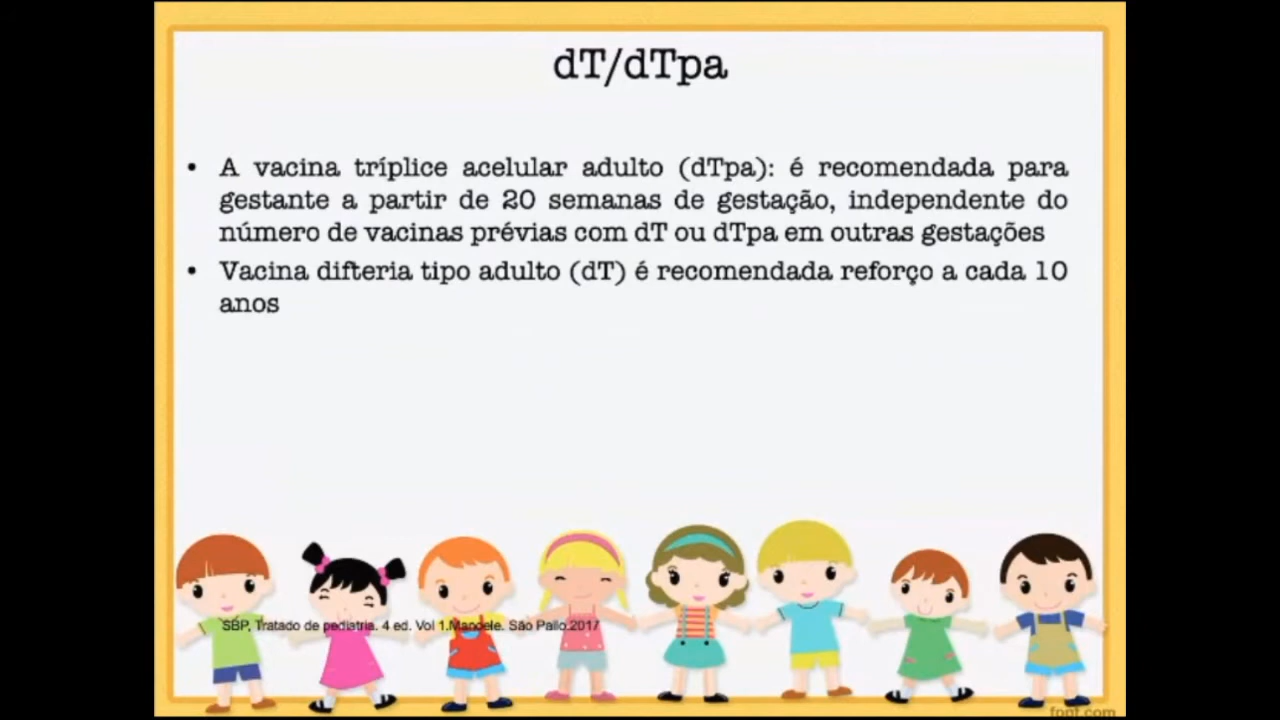 dT/dTpa
• A vacina tríplice acelular adulto (dTpa): é recomendada para
gestante a partir de 20 semanas de gestação, independente do
número de vacinas prévias com dT ou dTpa em outras gestações
• Vacina difteria tipo adulto (dT) é recomendada reforço a cada 10
anos
SBP, Tratado de pediatria. 4 ed. Vol 1.Manoele. São Pallo.2017